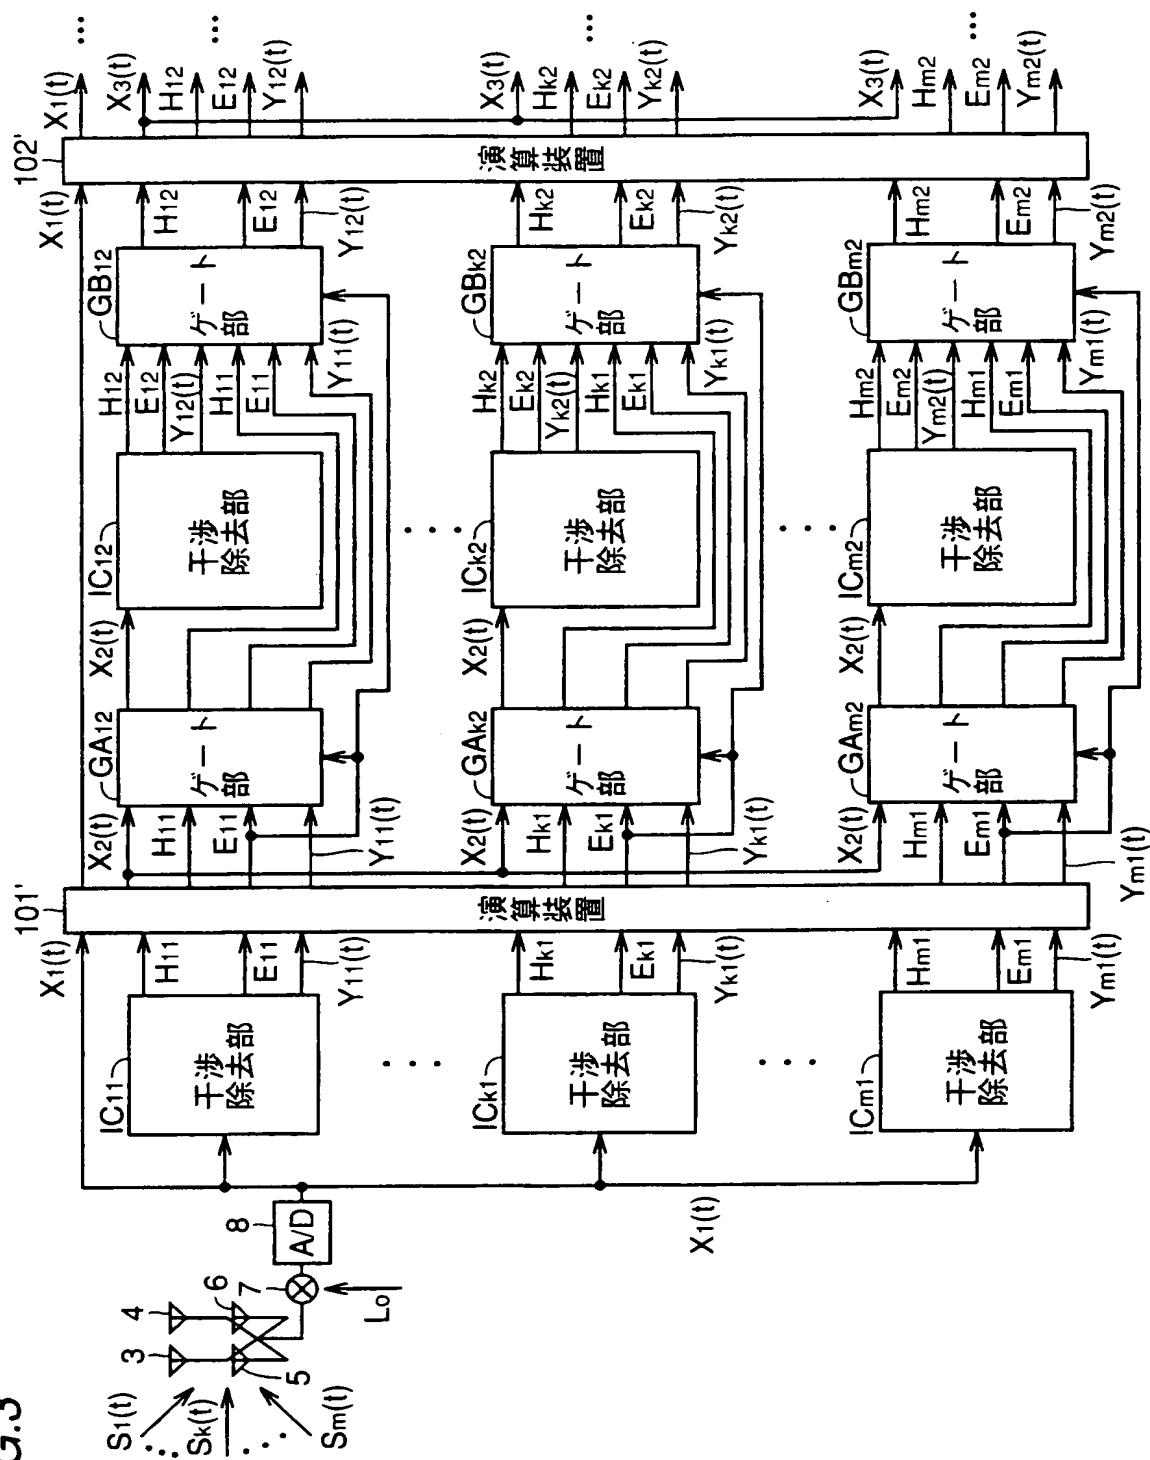 G.3
S1(t)
Sk(t)
Sm(t)
3
4
5
6
7
Lo
8
A/D
X1(t)
X1(t)
IC11
干渉
除去部
H11
E11
Y11(t)
ICk1
干渉
除去部
Hk1
Ek1
Yk1(t)
ICm1
干渉
除去部
Hm1
Em1
Ym1(t)
101'
演算装置
X2(t)
H11
E11
Y11(t)
GA12
ゲート
部
X2(t)
IC12
干渉
除去部
H12
E12
Y12(t)
H11
E11
Y11(t)
GB12
ゲート
部
H12
E12
Y12(t)
X2(t)
Hk1
Ek1
Yk1(t)
GAk2
ゲート
部
X2(t)
ICk2
干渉
除去部
Hk2
Ek2
Yk2(t)
Hk1
Ek1
Yk1(t)
GBk2
ゲート
部
Hk2
Ek2
Yk2(t)
X2(t)
Hm1
Em1
Ym1(t)
GAm2
ゲート
部
X2(t)
ICm2
干渉
除去部
Hm2
Em2
Ym2(t)
Hm1
Em1
Ym1(t)
GBm2
ゲート
部
Hm2
Em2
Ym2(t)
X1(t)
102'
演算装置
X1(t)
X3(t)
H12
E12
Y12(t)
X3(t)
Hk2
Ek2
Yk2(t)
X3(t)
Hm2
Em2
Ym2(t)